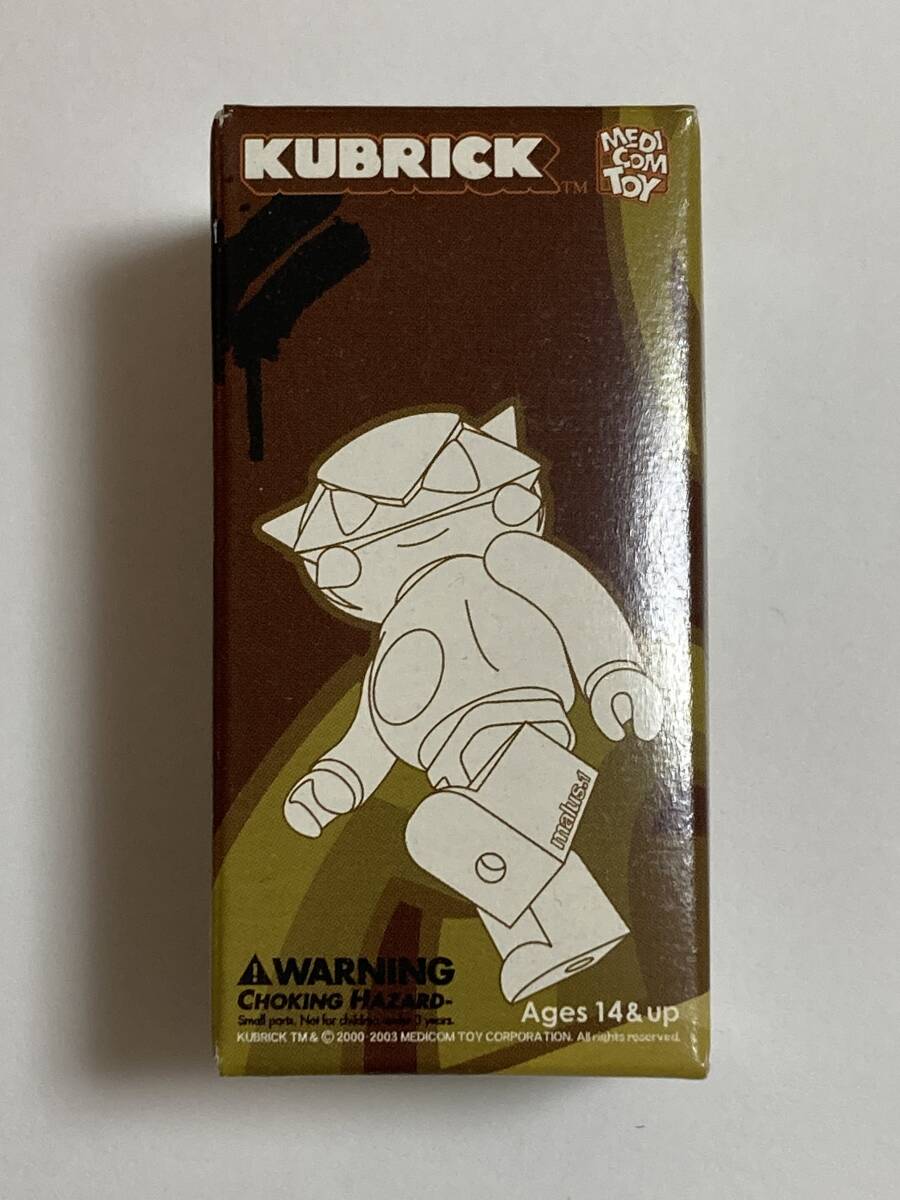 KUBRICK TM
MEDI
COM
TOY
malus.1
WARNING
CHOKING HAZARD-
Small parts. Not for children under 3 years.
Ages 14 & up
KUBRICK TM & © 2000-2003 MEDICOM TOY CORPORATION. All rights reserved.